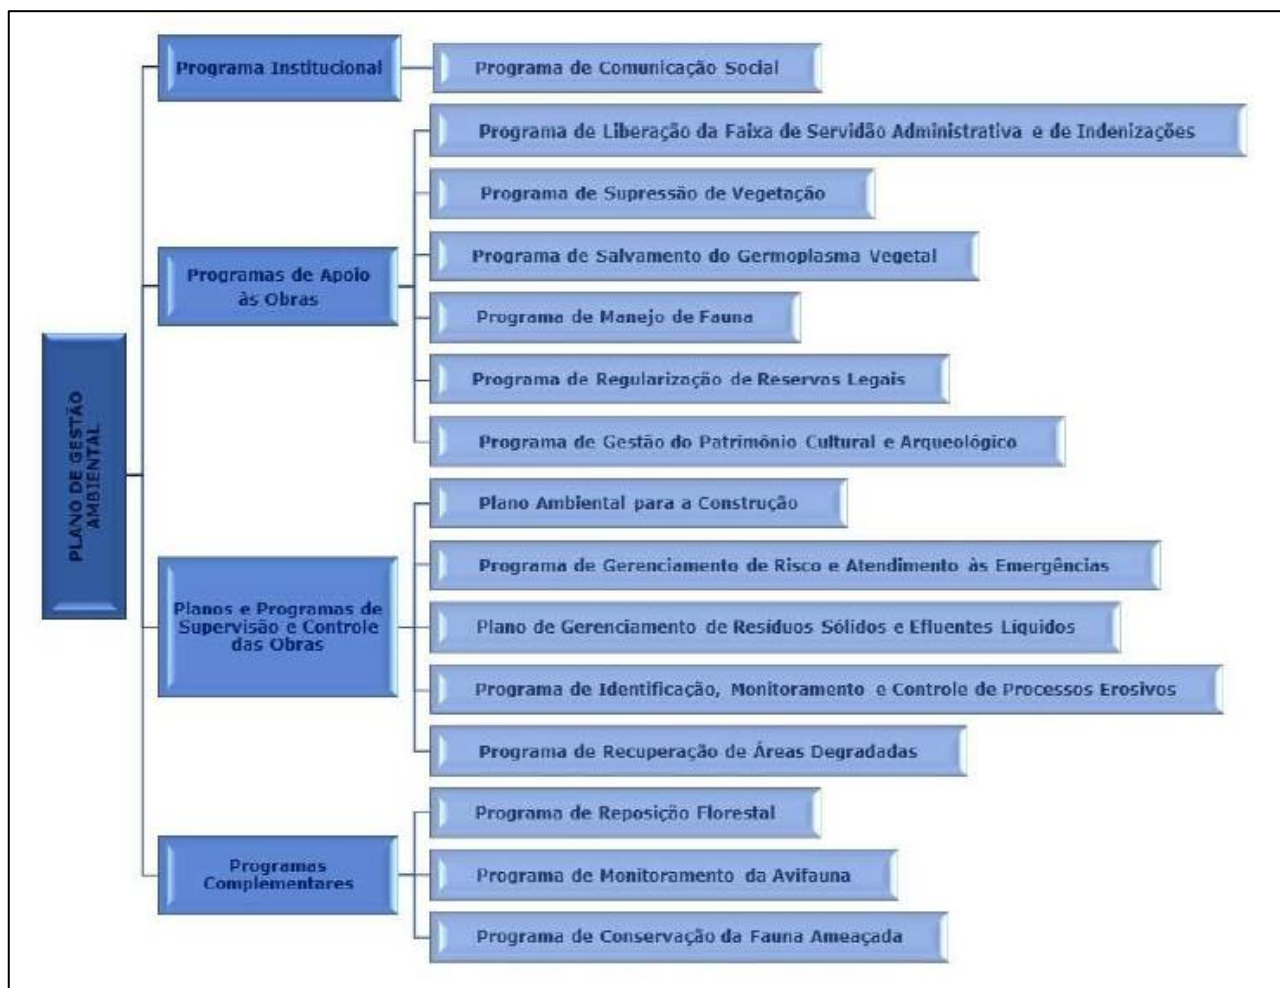 PLANO DE GESTÃO
AMBIENTAL
Programa Institucional
Programa de Comunicação Social
Programas de Apoio
às Obras
Programa de Liberação da Faixa de Servidão Administrativa e de Indenizações
Programa de Supressão de Vegetação
Programa de Salvamento do Germoplasma Vegetal
Programa de Manejo de Fauna
Programa de Regularização de Reservas Legais
Programa de Gestão do Patrimônio Cultural e Arqueológico
Planos e Programas de
Supervisão e Controle
das Obras
Plano Ambiental para a Construção
Programa de Gerenciamento de Risco e Atendimento às Emergências
Plano de Gerenciamento de Resíduos Sólidos e Efluentes Líquidos
Programa de Identificação, Monitoramento e Controle de Processos Erosivos
Programa de Recuperação de Áreas Degradadas
Programas
Complementares
Programa de Reposição Florestal
Programa de Monitoramento da Avifauna
Programa de Conservação da Fauna Ameaçada